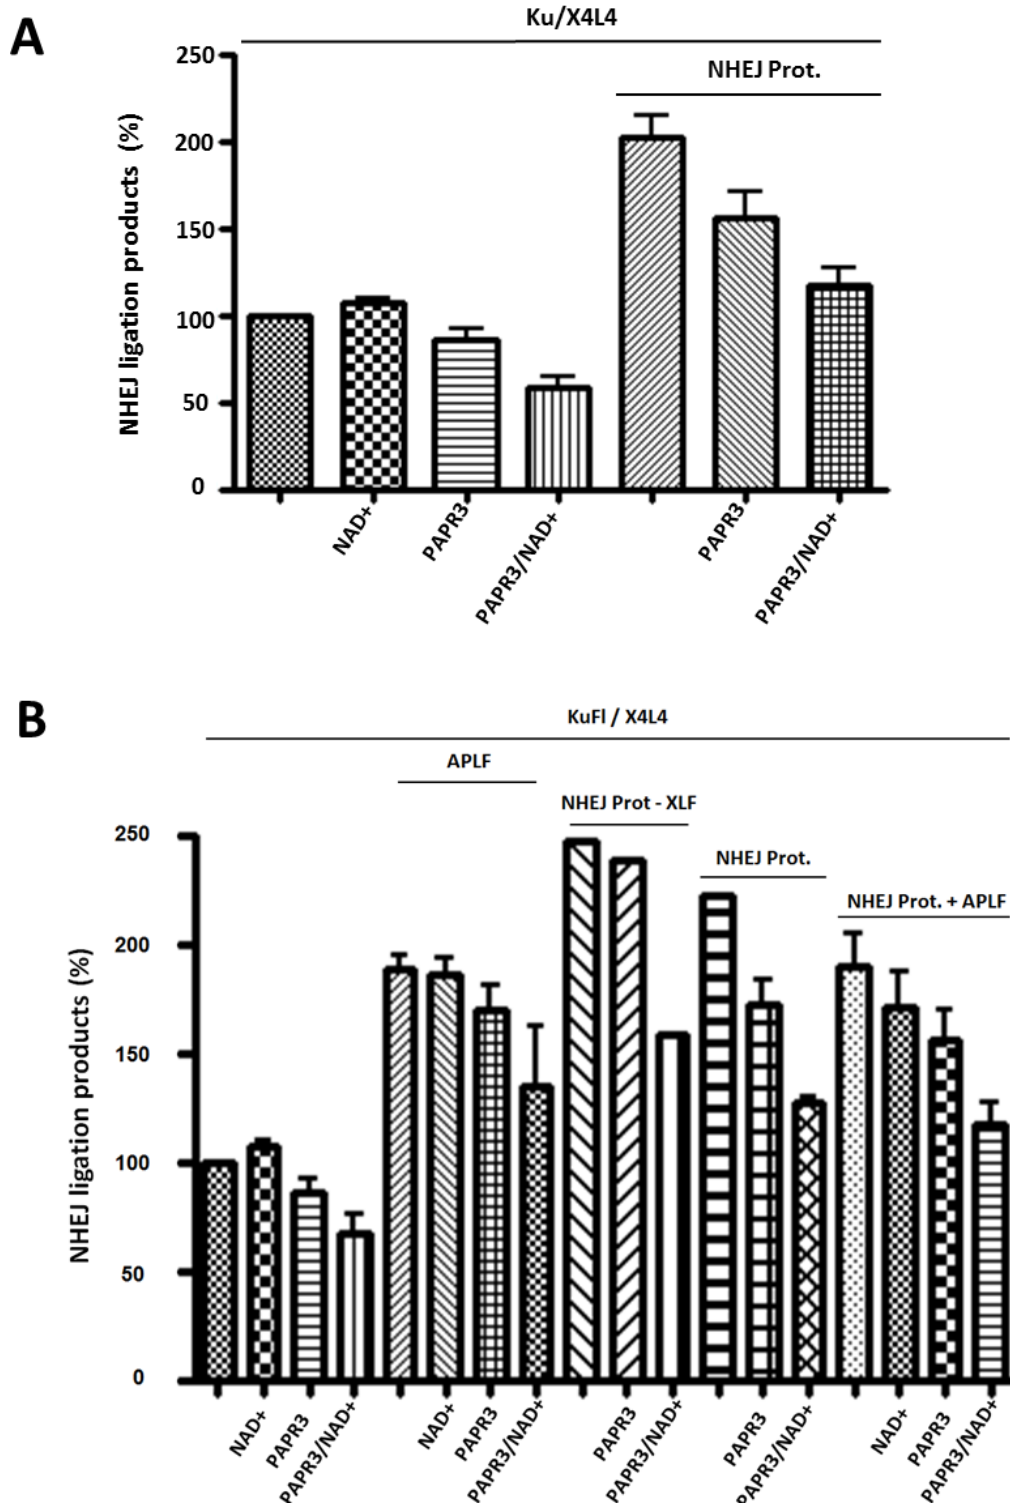 A
Ku/X4L4
NHEJ Prot.
NHEJ ligation products (%)
250
200
150
100
50
0
NAD+
PAPR3
PAPR3/NAD+
PAPR3
PAPR3/NAD+
B
KuFl / X4L4
APLF
NHEJ Prot - XLF
NHEJ Prot.
NHEJ Prot. + APLF
NHEJ ligation products (%)
250
200
150
100
50
0
NAD+
PAPR3
PAPR3/NAD+
NAD+
PAPR3
PAPR3/NAD+
PAPR3
PAPR3/NAD+
PAPR3
PAPR3/NAD+
NAD+
PAPR3
PAPR3/NAD+